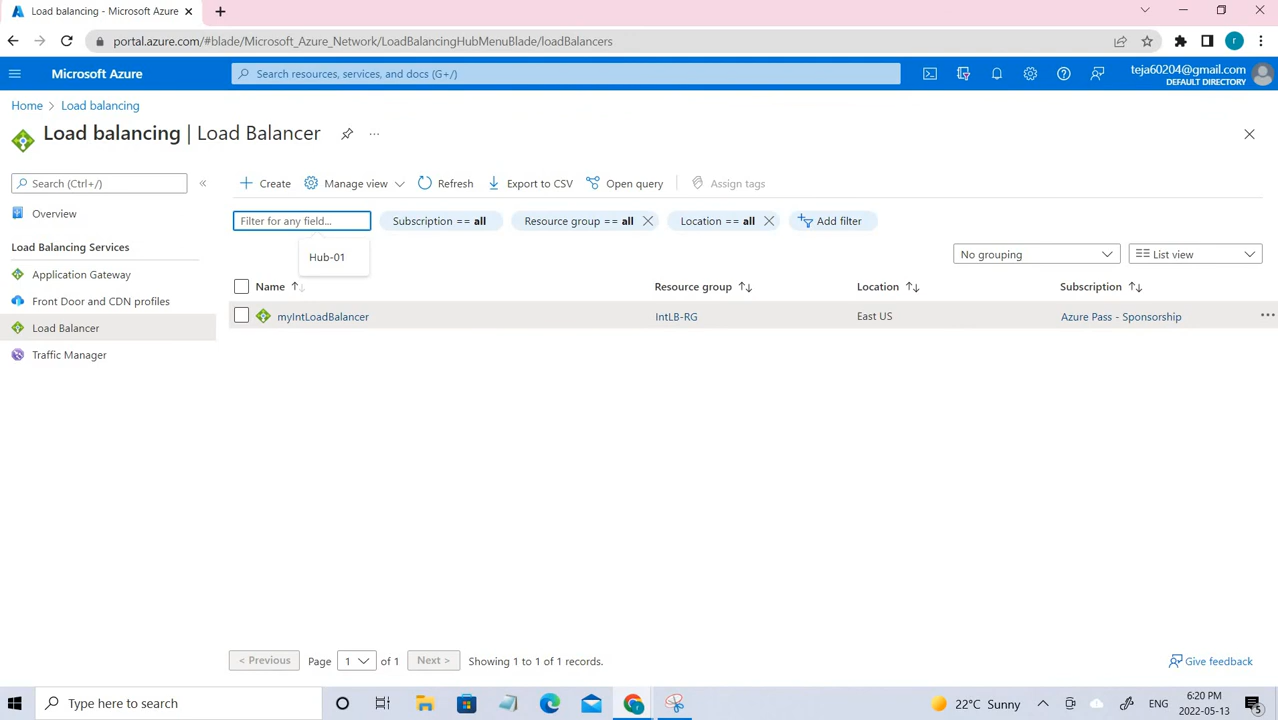 Load balancing - Microsoft Azure
portal.azure.com/#blade/Microsoft_Azure_Network/LoadBalancingHubMenuBlade/loadBalancers
r
Microsoft Azure
Search resources, services, and docs (G+/)
teja60204@gmail.com
DEFAULT DIRECTORY
Home > Load balancing
Load balancing | Load Balancer
Search (Ctrl+/)
Create
Manage view
Refresh
Export to CSV
Open query
Assign tags
Overview
Load Balancing Services
Application Gateway
Front Door and CDN profiles
Load Balancer
Traffic Manager
Filter for any field...
Subscription == all
Resource group == all
Location == all
Add filter
Hub-01
No grouping
List view
Name
Resource group
Location
Subscription
myIntLoadBalancer
IntLB-RG
East US
Azure Pass - Sponsorship
< Previous
Page
1
of 1
Next >
Showing 1 to 1 of 1 records.
Give feedback
Type here to search
22°C Sunny
ENG
6:20 PM
2022-05-13
5